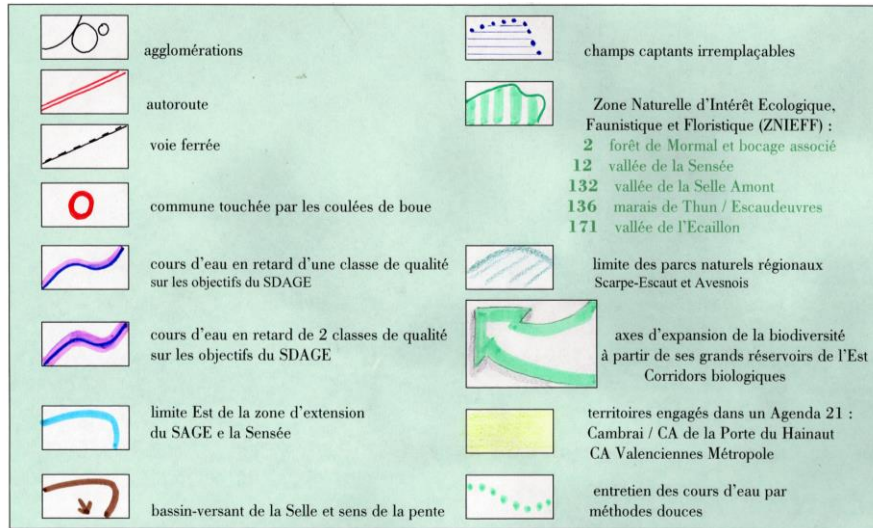 agglomérations
autoroute
voie ferrée
commune touchée par les coulées de boue
cours d'eau en retard d'une classe de qualité
sur les objectifs du SDAGE
cours d'eau en retard de 2 classes de qualité
sur les objectifs du SDAGE
limite Est de la zone d'extension
du SAGE e la Sensée
bassin-versant de la Selle et sens de la pente
champs captants irremplaçables
Zone Naturelle d'Intérêt Ecologique,
Faunistique et Floristique (ZNIEFF) :
2 forêt de Mormal et bocage associé
12 vallée de la Sensée
132 vallée de la Selle Amont
136 marais de Thun / Escaudeuvres
171 vallée de l'Ecaillon
limite des parcs naturels régionaux
Scarpe-Escaut et Avesnois
axes d'expansion de la biodiversité
à partir de ses grands réservoirs de l'Est
Corridors biologiques
territoires engagés dans un Agenda 21 :
Cambrai / CA de la Porte du Hainaut
CA Valenciennes Métropole
entretien des cours d'eau par
méthodes douces